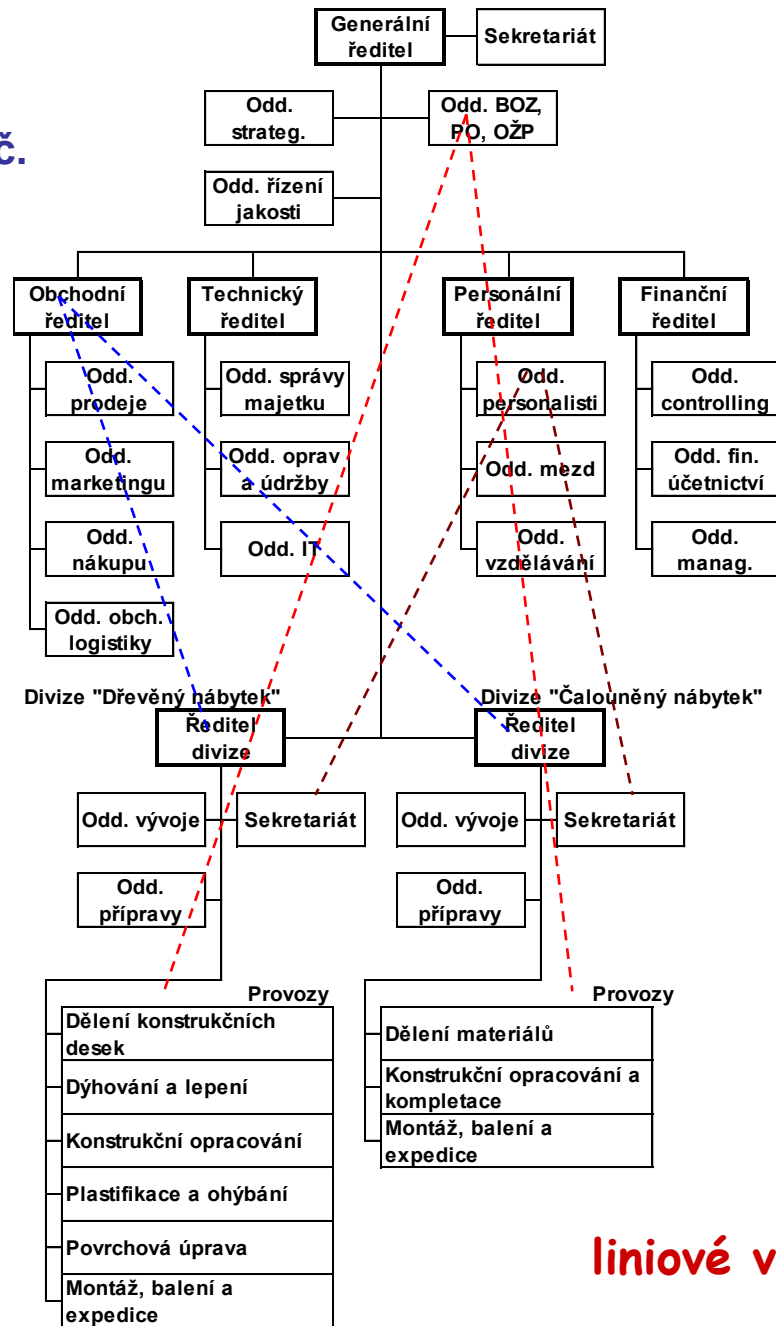 Generální
ředitel
Sekretariát
Odd.
strateg.
Odd. BOZ,
PO, OŽP
č.
Odd. řízení
jakosti
Obchodní
ředitel
Technický
ředitel
Personální
ředitel
Finanční
ředitel
Odd.
prodeje
Odd. správy
majetku
Odd.
personalisti
Odd.
controlling
Odd.
marketingu
Odd. oprav
a údržby
Odd. mezd
Odd. fin.
účetnictví
Odd.
nákupu
Odd. IT
Odd.
vzdělávání
Odd.
manag.
Odd. obch.
logistiky
Divize "Dřevěný nábytek"
Divize "Čalouněný nábytek"
Ředitel
divize
Ředitel
divize
Odd. vývoje
Sekretariát
Odd. vývoje
Sekretariát
Odd.
přípravy
Odd.
přípravy
Provozy
Dělení konstrukčních
desek
Dýhování a lepení
Konstrukční opracování
Plastifikace a ohýbání
Povrchová úprava
Montáž, balení a
expedice
Provozy
Dělení materiálů
Konstrukční opracování a
kompletace
Montáž, balení a
expedice
liniové v